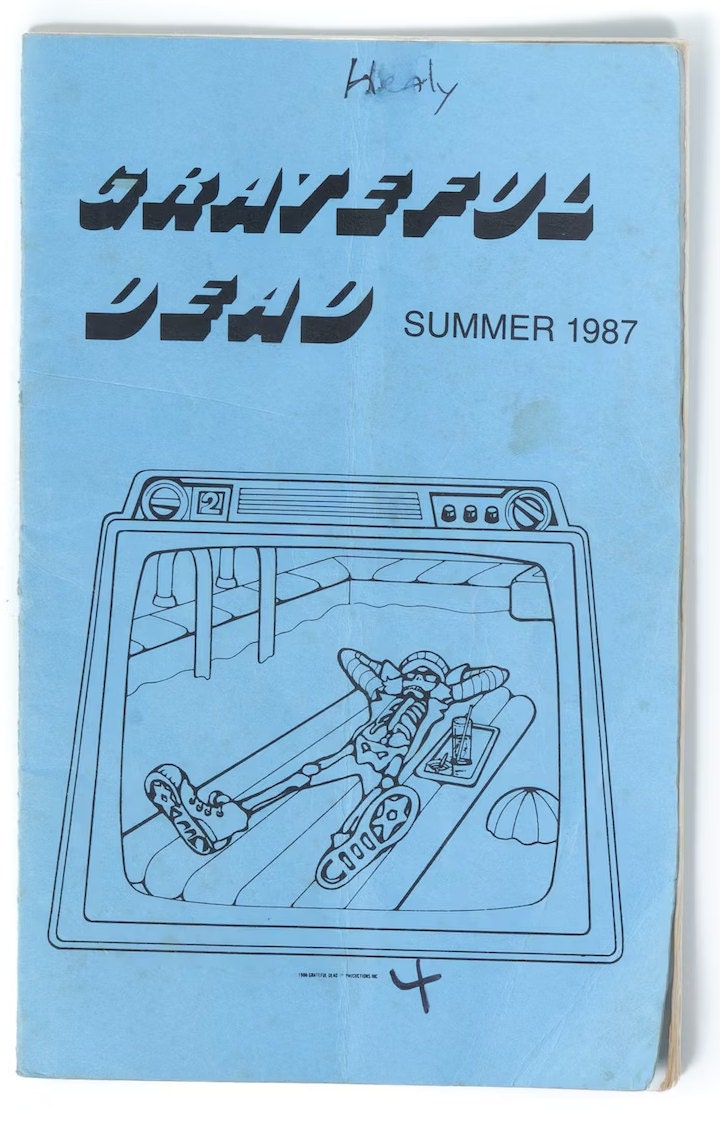 Healy
GRATEFUL
DEAD SUMMER 1987
2
4